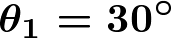 θ₁ = 30°